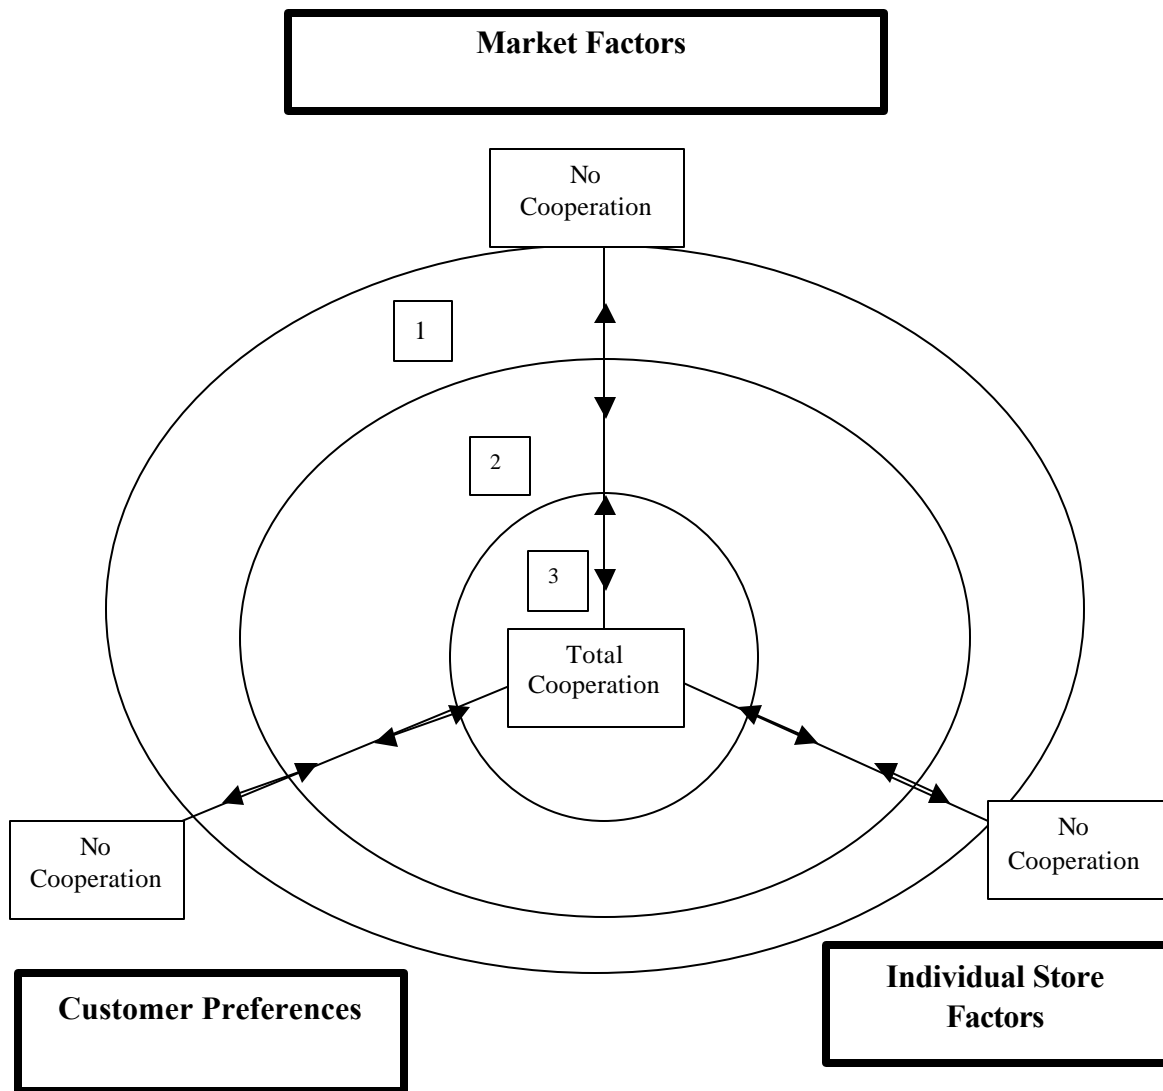 Market Factors
No
Cooperation
1
2
3
Total
Cooperation
No
Cooperation
No
Cooperation
Customer Preferences
Individual Store
Factors